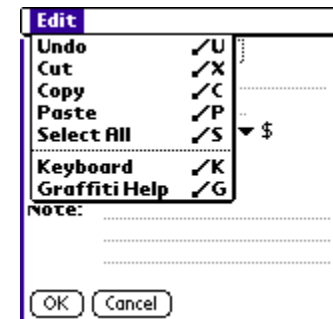 Edit
Undo ⁄U
Cut ⁄X
Copy ⁄C
Paste ⁄P
Select All ⁄S
$
Keyboard ⁄K
Graffiti Help ⁄G
Note:
OK Cancel